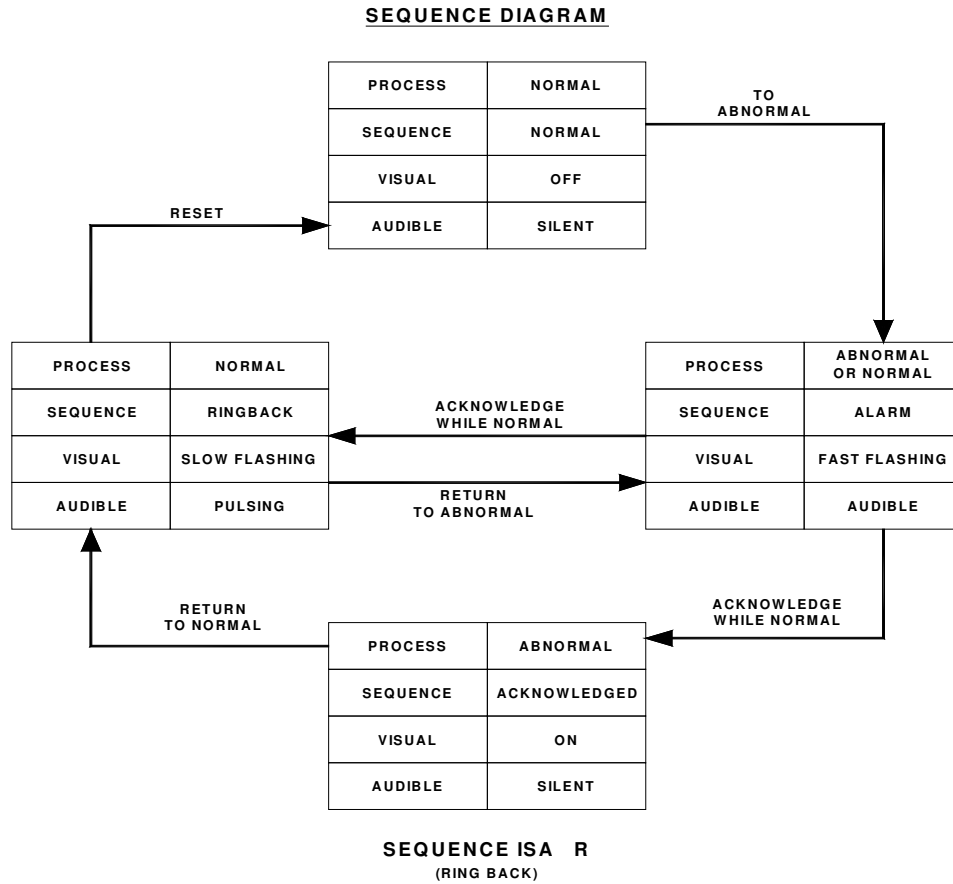 SEQUENCE DIAGRAM
PROCESS NORMAL
SEQUENCE NORMAL
VISUAL OFF
AUDIBLE SILENT
TO
ABNORMAL
RESET
PROCESS NORMAL
SEQUENCE RINGBACK
VISUAL SLOW FLASHING
AUDIBLE PULSING
ACKNOWLEDGE
WHILE NORMAL
RETURN
TO ABNORMAL
PROCESS ABNORMAL
OR NORMAL
SEQUENCE ALARM
VISUAL FAST FLASHING
AUDIBLE AUDIBLE
RETURN
TO NORMAL
ACKNOWLEDGE
WHILE NORMAL
PROCESS ABNORMAL
SEQUENCE ACKNOWLEDGED
VISUAL ON
AUDIBLE SILENT
SEQUENCE ISA R
(RING BACK)